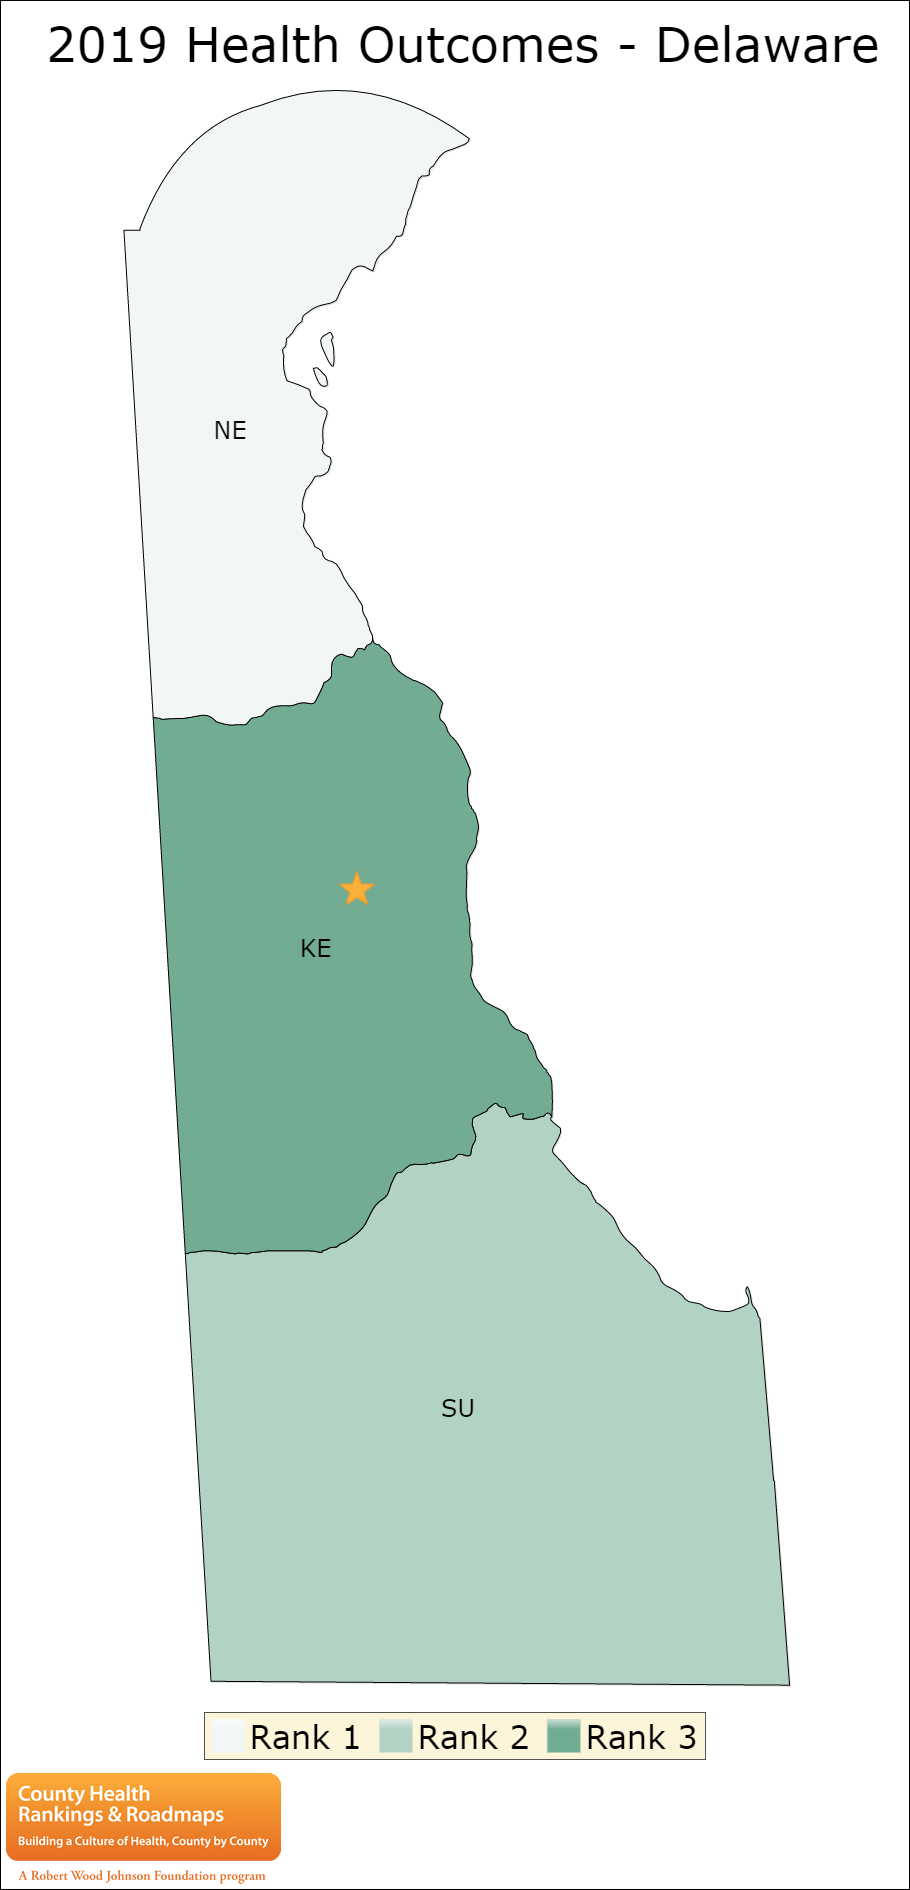 2019 Health Outcomes - Delaware
NE
KE
SU
Rank 1 Rank 2 Rank 3
County Health
Rankings & Roadmaps
Building a Culture of Health, County by County
A Robert Wood Johnson Foundation program